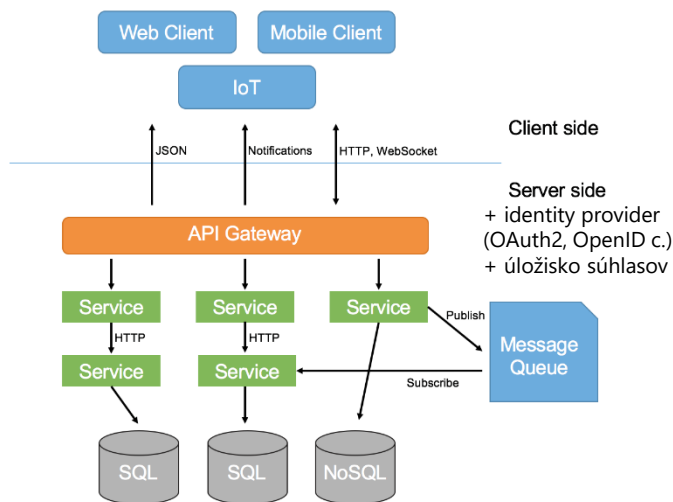 Web Client
Mobile Client
IoT
Client side
JSON
Notifications
HTTP, WebSocket
Server side
+ identity provider
(OAuth2, OpenID c.)
+ úložisko súhlasov
API Gateway
Service
Service
Service
Publish
HTTP
HTTP
Message
Queue
Service
Service
Subscribe
SQL
SQL
NoSQL